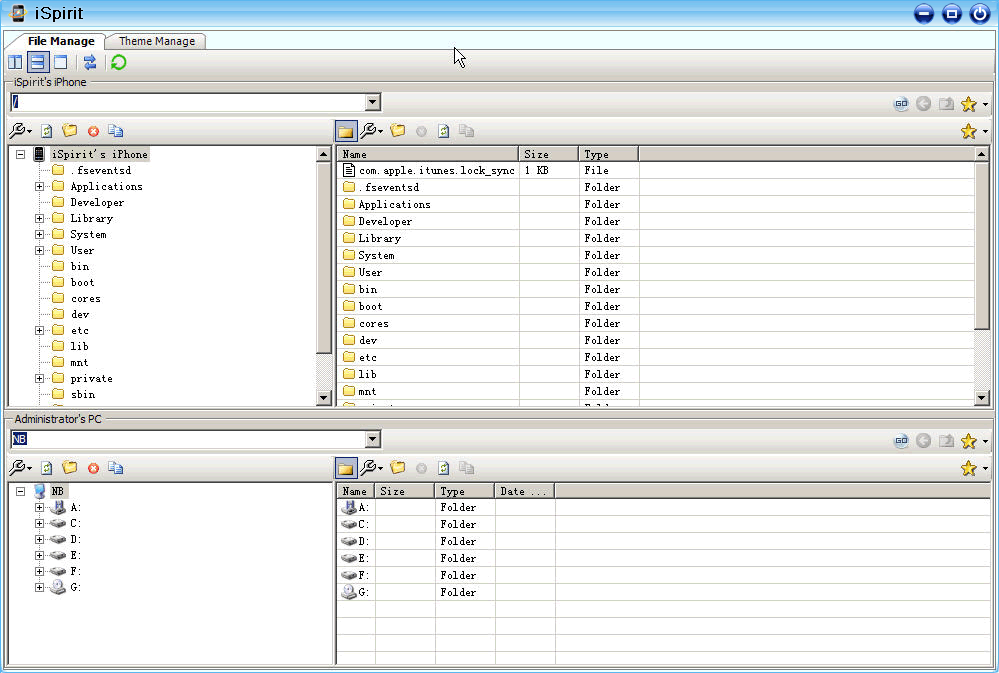 iSpirit
File Manage Theme Manage
iSpirit's iPhone
/
GO
iSpirit's iPhone
.fseventsd
Applications
Developer
Library
System
User
bin
boot
cores
dev
etc
lib
mnt
private
sbin
Name Size Type
com.apple.itunes.lock_sync 1 KB File
.fseventsd Folder
Applications Folder
Developer Folder
Library Folder
System Folder
User Folder
bin Folder
boot Folder
cores Folder
dev Folder
etc Folder
lib Folder
mnt Folder
Administrator's PC
NB
GO
NB
A:
C:
D:
E:
F:
G:
Name Size Type Date ...
A: Folder
C: Folder
D: Folder
E: Folder
F: Folder
G: Folder